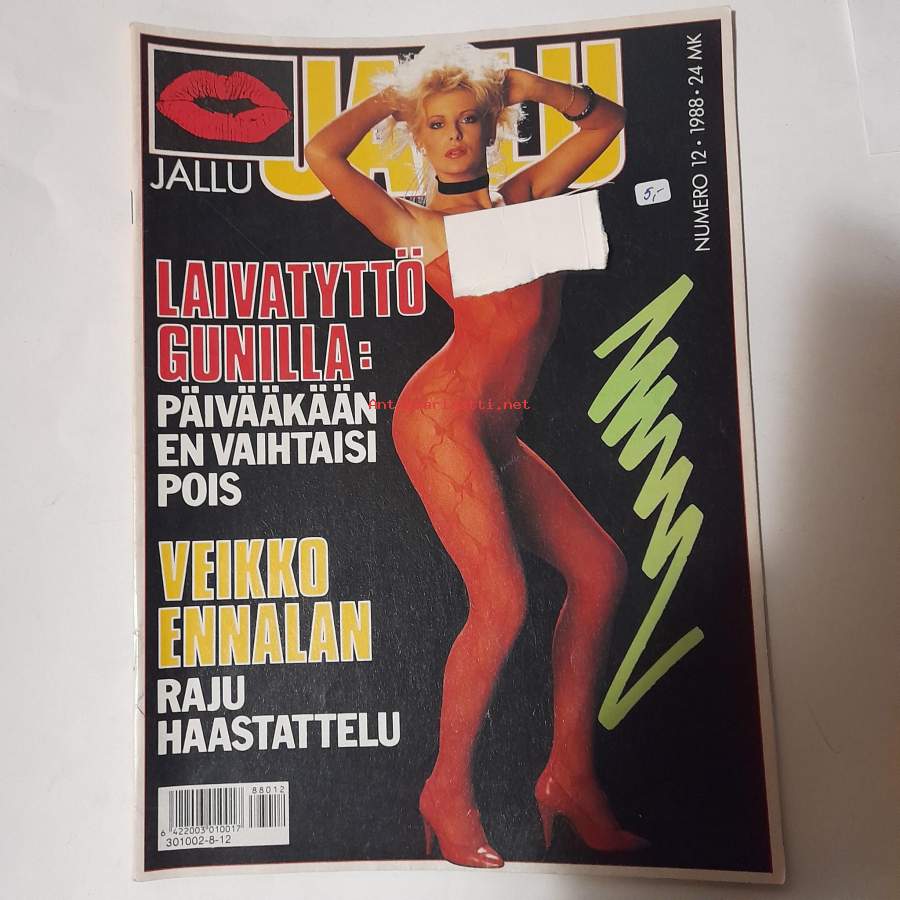 JALLU
JALLU
NUMERO 12 • 1988 • 24 MK
5,-
LAIVATYTTÖ
GUNILLA:
PÄIVÄÄKÄÄN
EN VAIHTAISI
POIS
Antikvariaatti.net
VEIKKO
ENNALAN
RAJU
HAASTATTELU
88012
6 422003 010017
301002-8-12